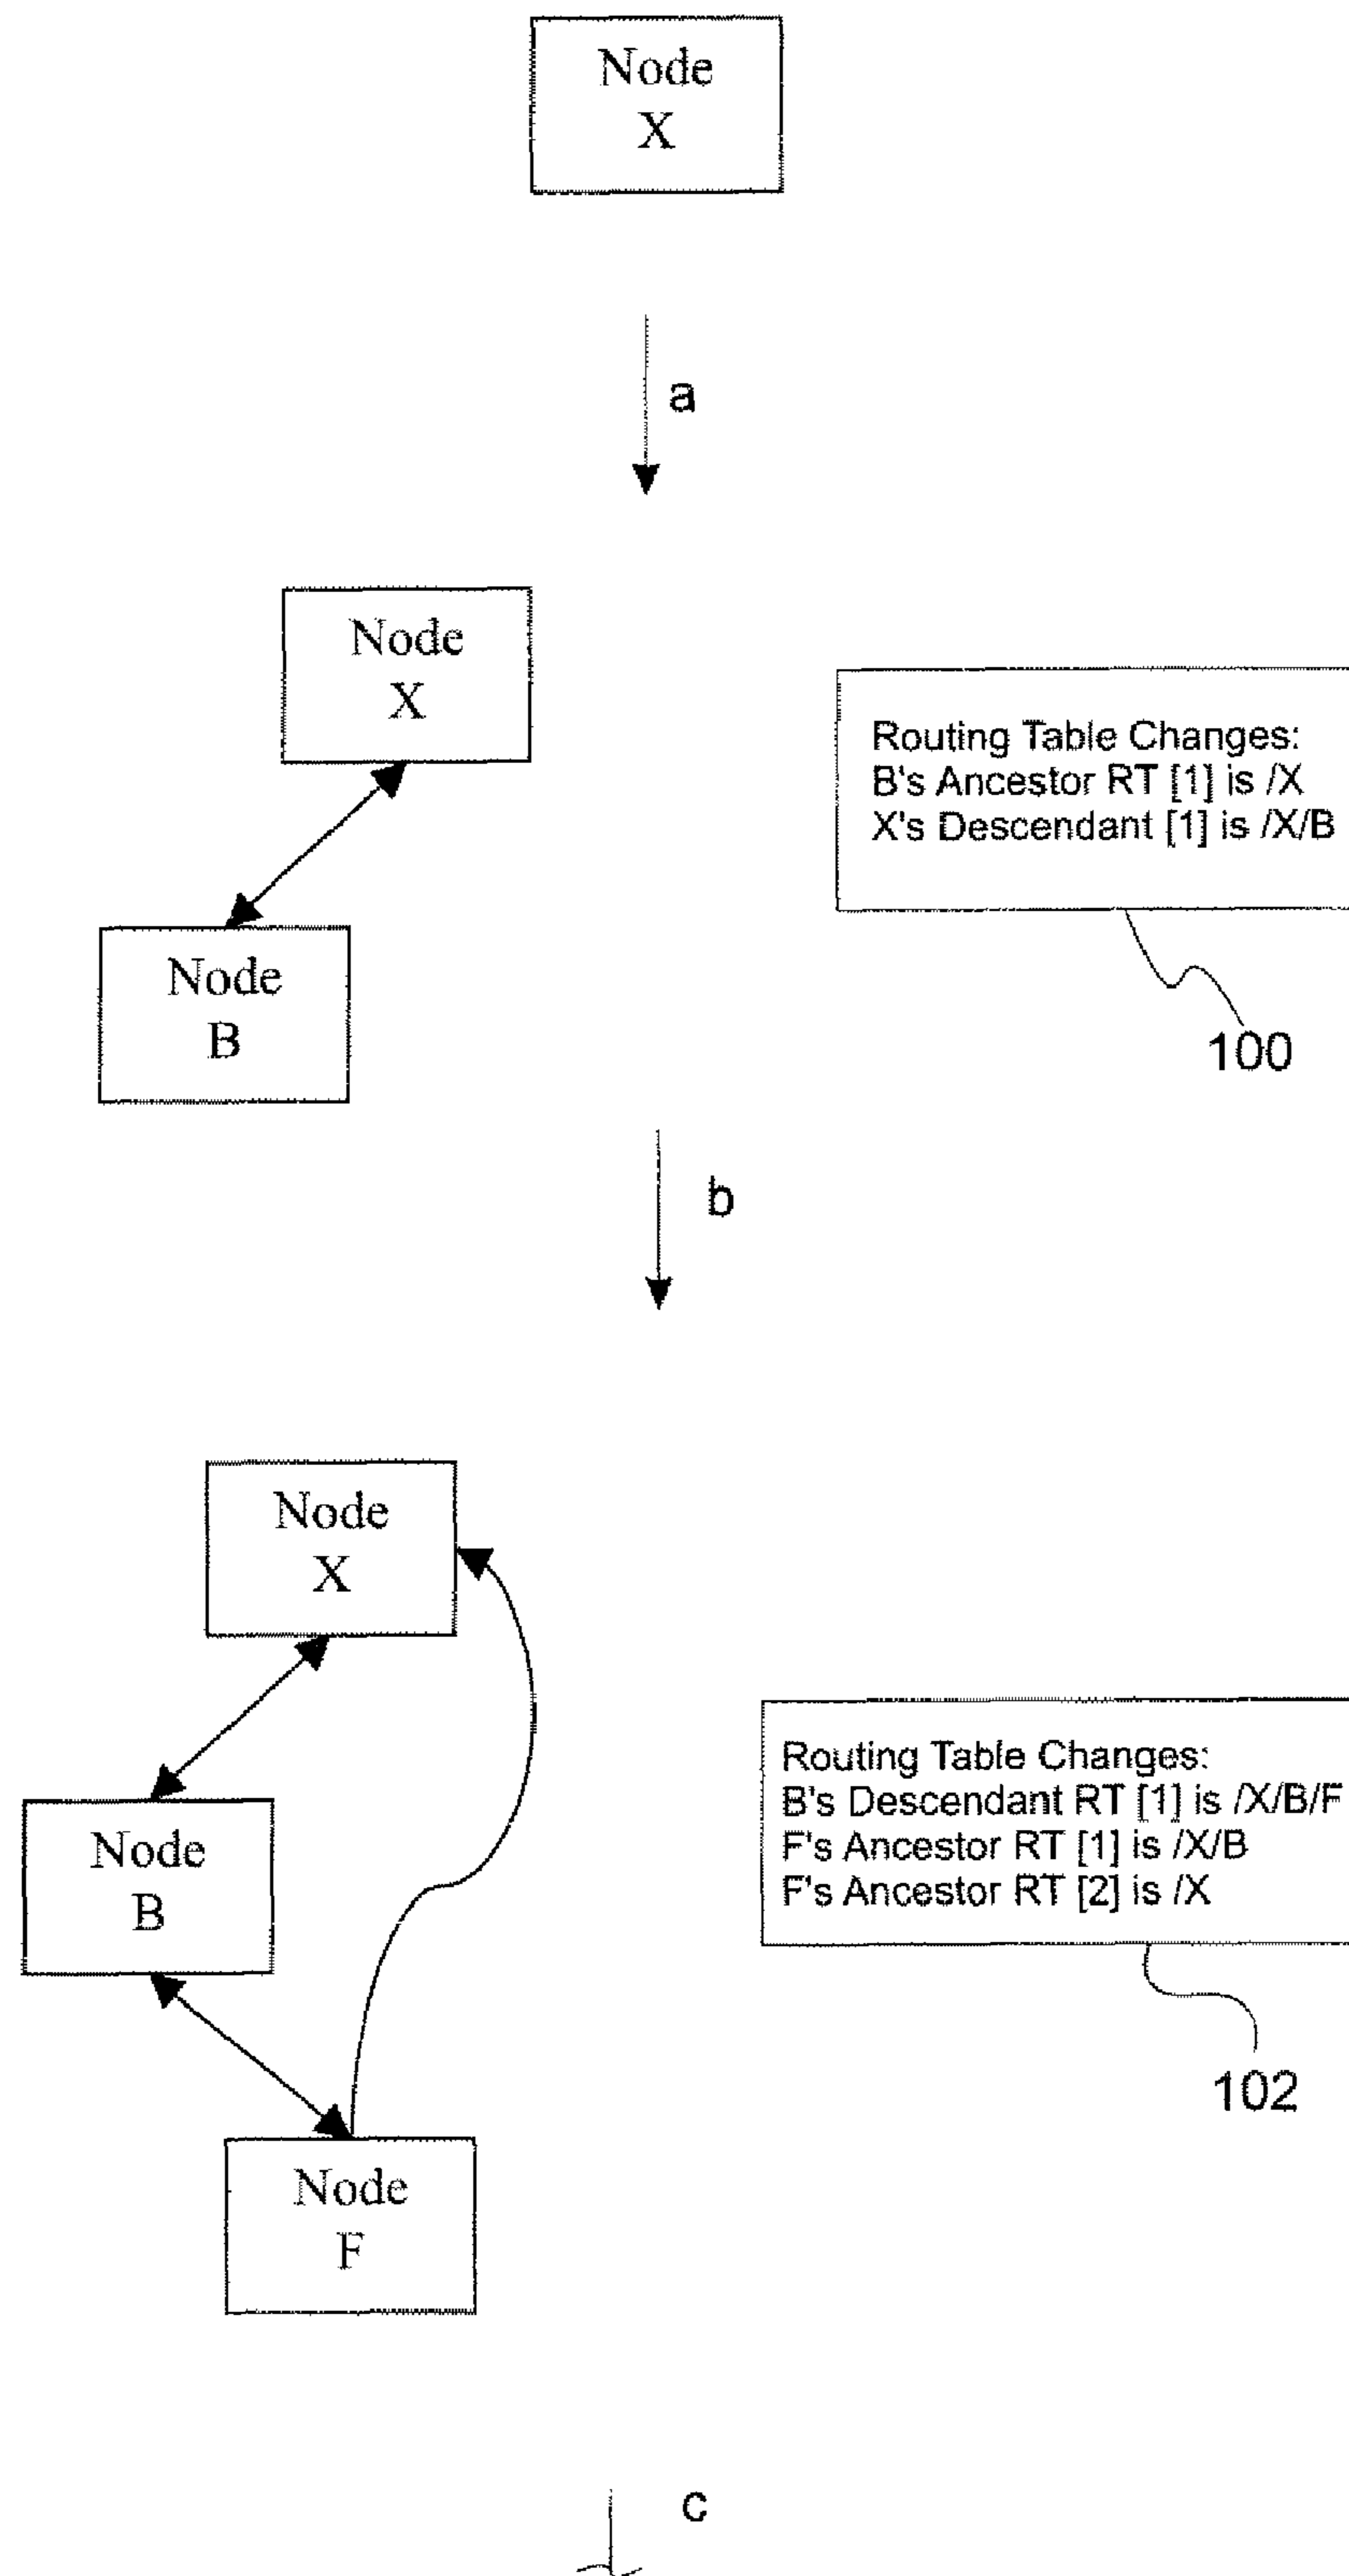 Node
X
a
Node
X
Routing Table Changes:
B's Ancestor RT [1] is /X
X's Descendant [1] is /X/B
Node
B
100
b
Node
X
Routing Table Changes:
B's Descendant RT [1] is /X/B/F
F's Ancestor RT [1] is /X/B
F's Ancestor RT [2] is /X
Node
B
102
Node
F
c